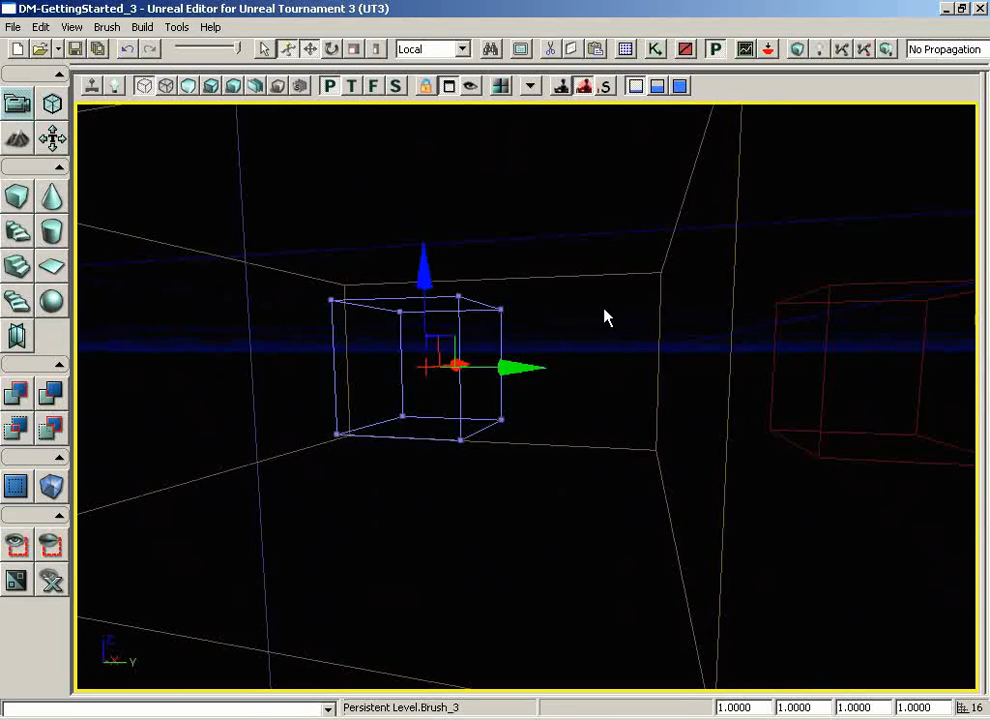 DM-GettingStarted_3 - Unreal Editor for Unreal Tournament 3 (UT3)
File Edit View Brush Build Tools Help
Local
P
No Propagation
P T F S
S
Z
X Y
Persistent Level.Brush_3
1.0000 1.0000 1.0000 1.0000 16